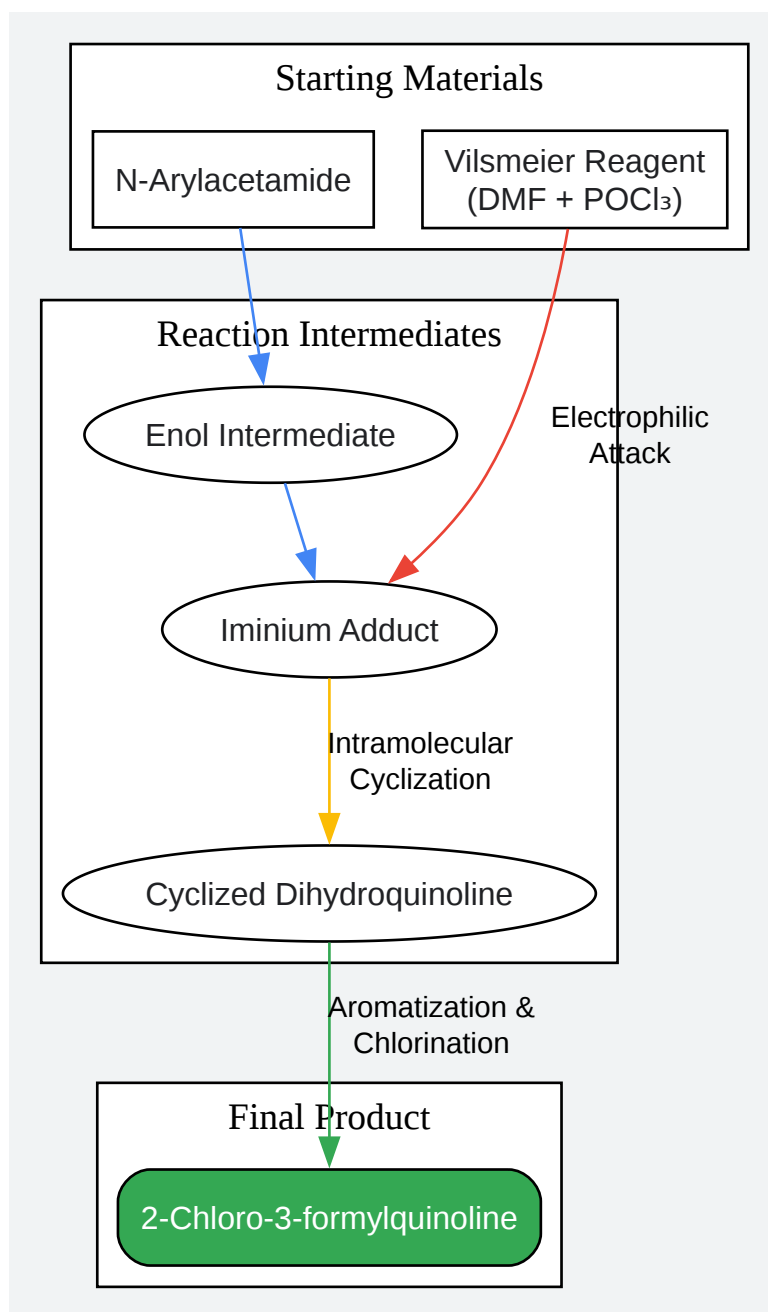 Starting Materials
N-Arylacetamide
Vilsmeier Reagent
(DMF + POCl₃)
Reaction Intermediates
Enol Intermediate
Electrophilic
Attack
Iminium Adduct
Intramolecular
Cyclization
Cyclized Dihydroquinoline
Aromatization &
Chlorination
Final Product
2-Chloro-3-formylquinoline